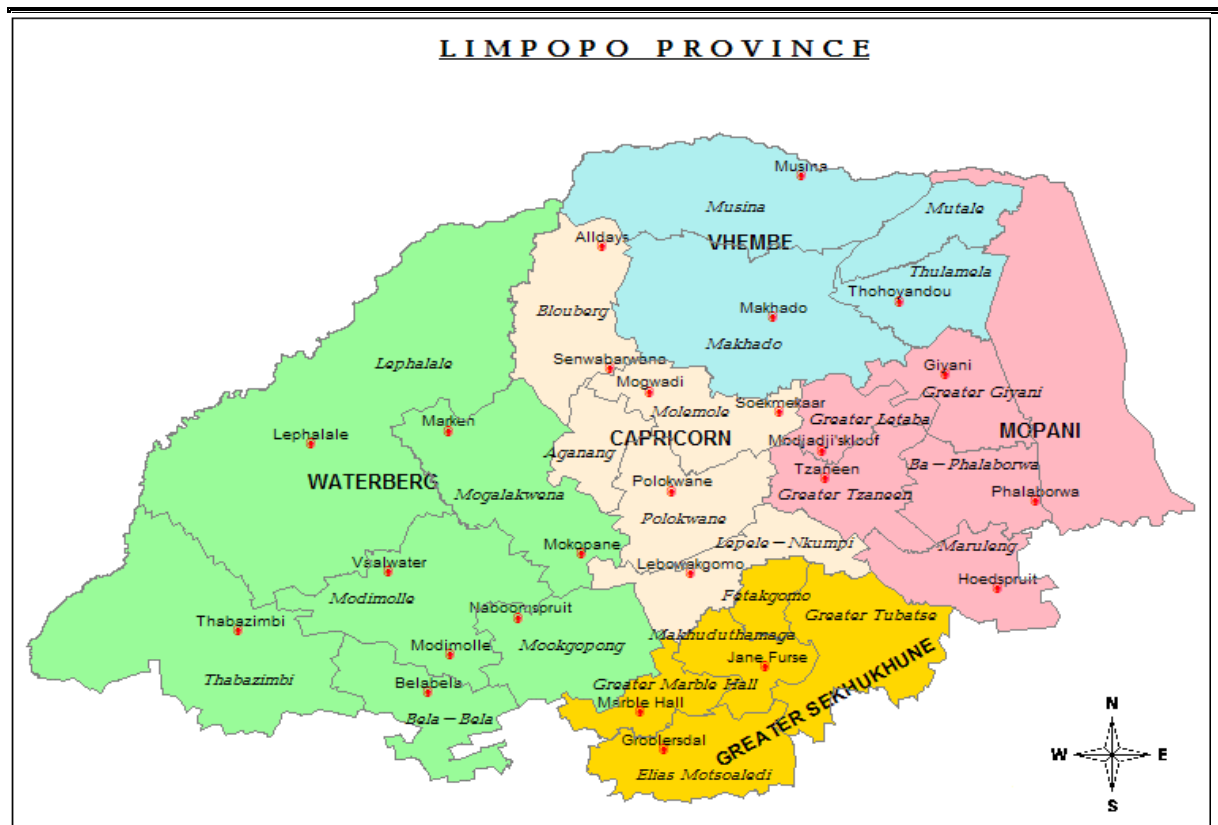 LIMPOPO PROVINCE
Musina
Musina
Mutale
Alldays
VHEMBE
Thulamela
Thohoyandou
Blouberg
Makhado
Makhado
Lephalale
Senwabarwano
Giyani
Mogwadi
Greater Giyani
Soekmekaar
Molemole
Greater Letaba
Marken
Lephalale
CAPRICORN
MOPANI
Modjadji'skloof
Aganang
Ba-Phalaborwa
Tzaneen
WATERBERG
Polokwane
Greater Tzaneen
Mogalakwena
Phalaborwa
Polokwane
Lepele-Nkumpi
Mokopane
Maruleng
Vaalwater
Lebowakgomo
Hoedspruit
Modimolle
Fetakgomo
Naboomspruit
Greater Tubatse
Thabazimbi
Makhuduthamaga
Modimolle
Mookgopong
Jane Furse
Thabazimbi
Belabela
Greater Marble Hall
Marble Hall
Bela-Bela
GREATER SEKHUKHUNE
Groblersdal
Elias Motsoaledi
N
W
E
S